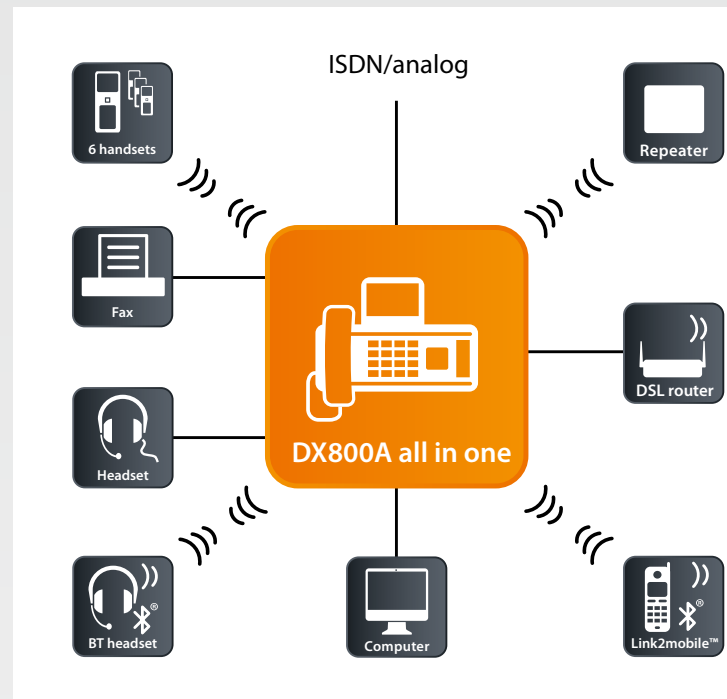 ISDN/analog
6 handsets
Repeater
Fax
DSL router
DX800A all in one
Headset
BT headset
®
Computer
Link2mobile™
®